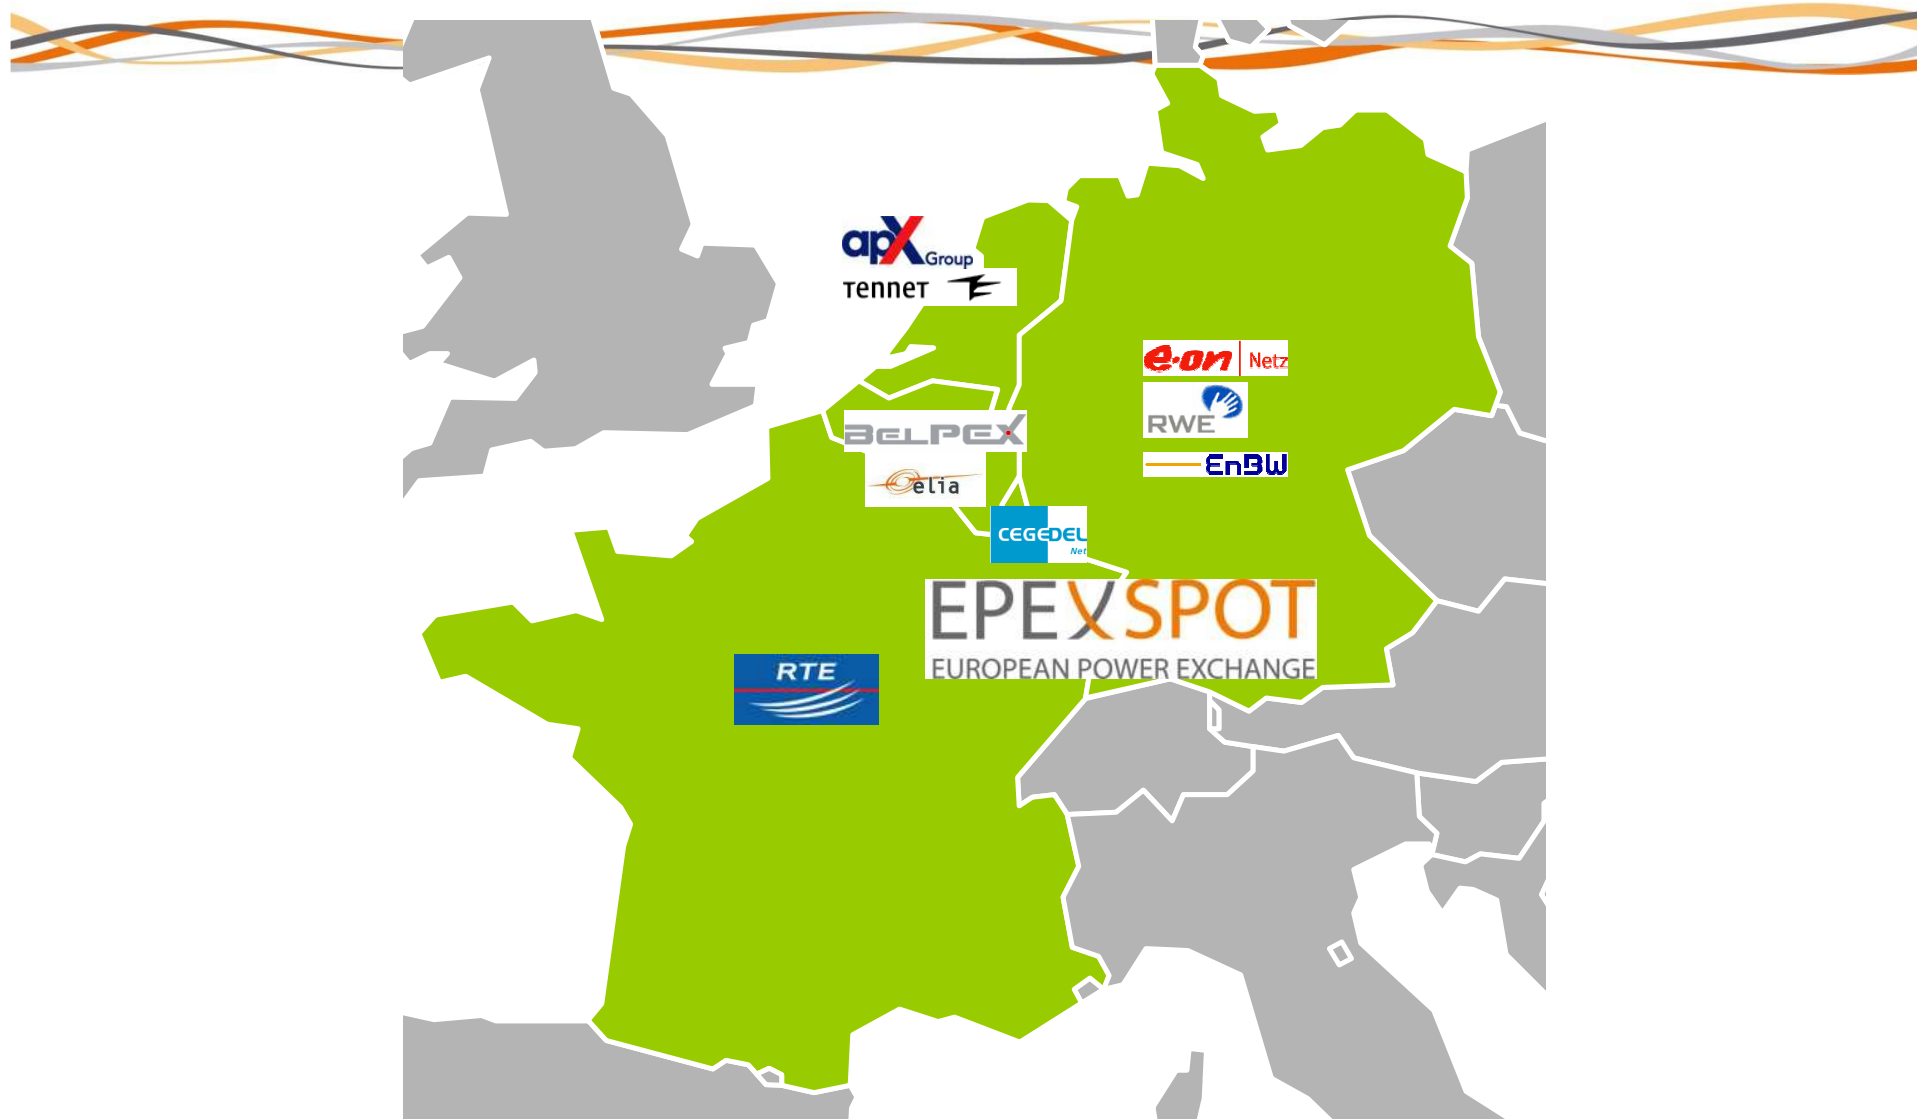 apX Group
TenneT
e·on Netz
RWE
BELPEX
EnBW
elia
CEGEDEL
Net
EPEXSPOT
EUROPEAN POWER EXCHANGE
RTE